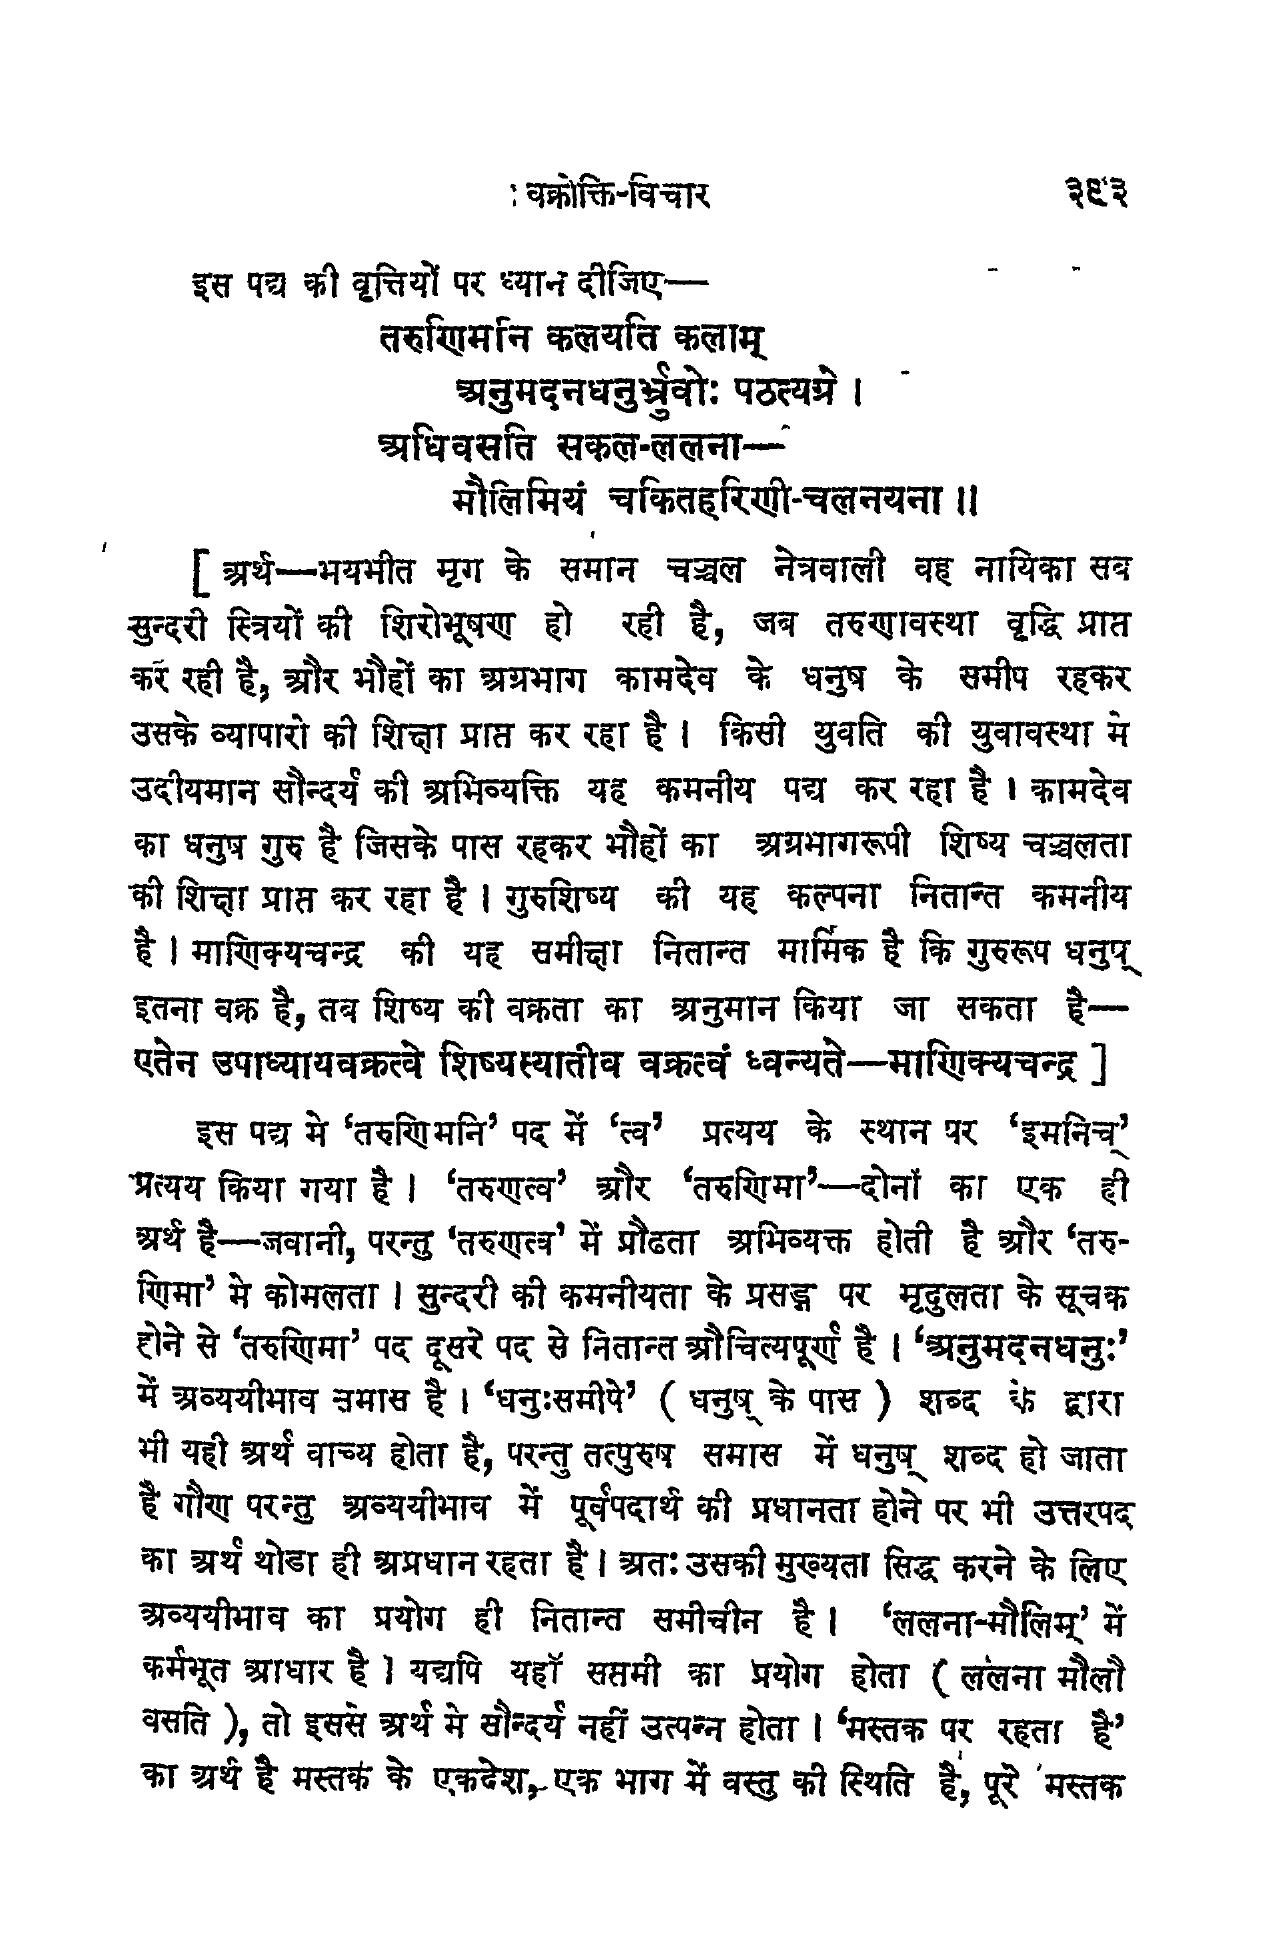 वक्रोक्ति-विचार ३९३
इस पद्य की वृत्तियों पर ध्यान दीजिए—
तरुणिर्मान कलयति कलाम्
अनुमदनधनुर्भ्रुवोः पठत्यग्रे ।
अधिवसति सकल-ललना—
मौलिमियं चकितहरिणी-चलनयना ॥
[ अर्थ—भयभीत मृग के समान चञ्चल नेत्रवाली वह नायिका सब
सुन्दरी स्त्रियों की शिरोभूषण हो रही है, जब तरुणावस्था वृद्धि प्राप्त
कर रही है, और भौहों का अग्रभाग कामदेव के धनुष के समीप रहकर
उसके व्यापारो की शिक्षा प्राप्त कर रहा है । किसी युवति की युवावस्था मे
उदीयमान सौन्दर्य की अभिव्यक्ति यह कमनीय पद्य कर रहा है । कामदेव
का धनुष गुरु है जिसके पास रहकर भौहों का अग्रभागरूपी शिष्य चञ्चलता
की शिक्षा प्राप्त कर रहा है । गुरुशिष्य की यह कल्पना नितान्त कमनीय
है । माणिक्यचन्द्र की यह समीक्षा नितान्त मार्मिक है कि गुरुरूप धनुष्
इतना वक्र है, तब शिष्य की वक्रता का अनुमान किया जा सकता है—
एतेन उपाध्यायवक्रत्वे शिष्यस्यातीव वक्रत्वं ध्वन्यते—माणिक्यचन्द्र ]
इस पद्य मे ‘तरुणिमनि’ पद में ‘त्व’ प्रत्यय के स्थान पर ‘इमनिच्’
प्रत्यय किया गया है । ‘तरुणत्व’ और ‘तरुणिमा’—दोनों का एक ही
अर्थ है—जवानी, परन्तु ‘तरुणत्व’ में प्रौढता अभिव्यक्त होती है और ‘तरु-
णिमा’ मे कोमलता । सुन्दरी की कमनीयता के प्रसङ्ग पर मृदुलता के सूचक
होने से ‘तरुणिमा’ पद दूसरे पद से नितान्त औचित्यपूर्ण है । ‘अनुमदनधनुः’
में अव्ययीभाव समास है । ‘धनुःसमीपे’ ( धनुष् के पास ) शब्द के द्वारा
भी यही अर्थ वाच्य होता है, परन्तु तत्पुरुष समास में धनुष् शब्द हो जाता
है गौण परन्तु अव्ययीभाव में पूर्वपदार्थ की प्रधानता होने पर भी उत्तरपद
का अर्थ थोडा ही अप्रधान रहता है । अतः उसकी मुख्यता सिद्ध करने के लिए
अव्ययीभाव का प्रयोग ही नितान्त समीचीन है । ‘ललना-मौलिम्’ में
कर्मभूत आधार है । यद्यपि यहाँ सप्तमी का प्रयोग होता ( ललना मौलौ
वसति ), तो इससे अर्थ मे सौन्दर्य नहीं उत्पन्न होता । ‘मस्तक पर रहता है’
का अर्थ है मस्तक के एकदेश, एक भाग में वस्तु की स्थिति है, पूरे मस्तक